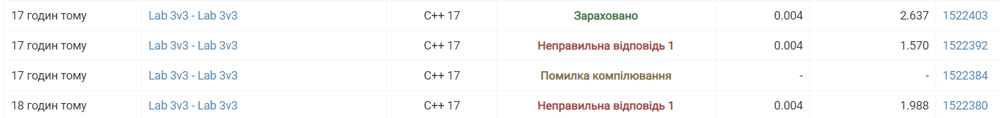 17 годин тому Lab 3v3 - Lab 3v3 C++ 17 Зараховано 0.004 2.637 1522403
17 годин тому Lab 3v3 - Lab 3v3 C++ 17 Неправильна відповідь 1 0.004 1.570 1522392
17 годин тому Lab 3v3 - Lab 3v3 C++ 17 Помилка компілювання - - 1522384
18 годин тому Lab 3v3 - Lab 3v3 C++ 17 Неправильна відповідь 1 0.004 1.988 1522380